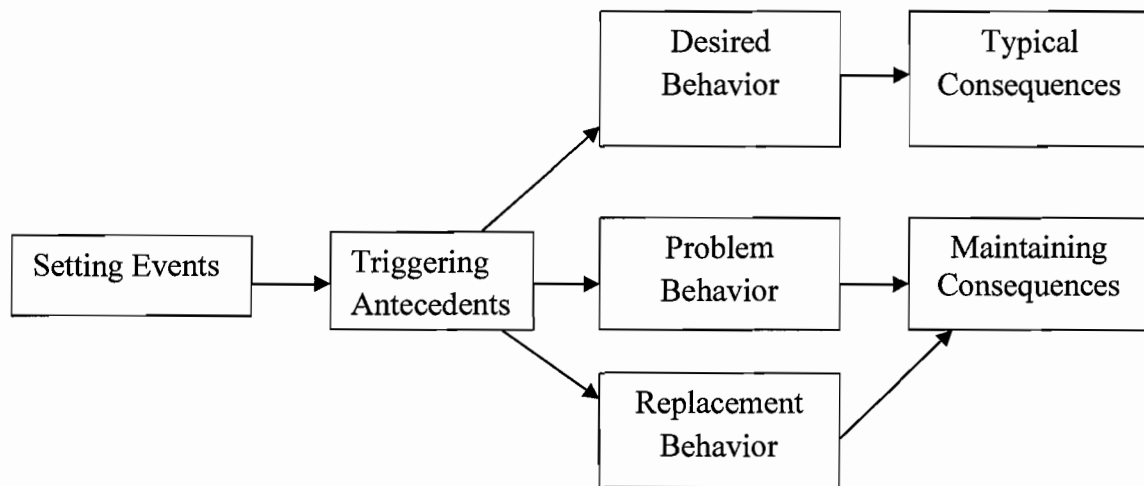 Desired
Behavior
Typical
Consequences
Setting Events
Triggering
Antecedents
Problem
Behavior
Maintaining
Consequences
Replacement
Behavior